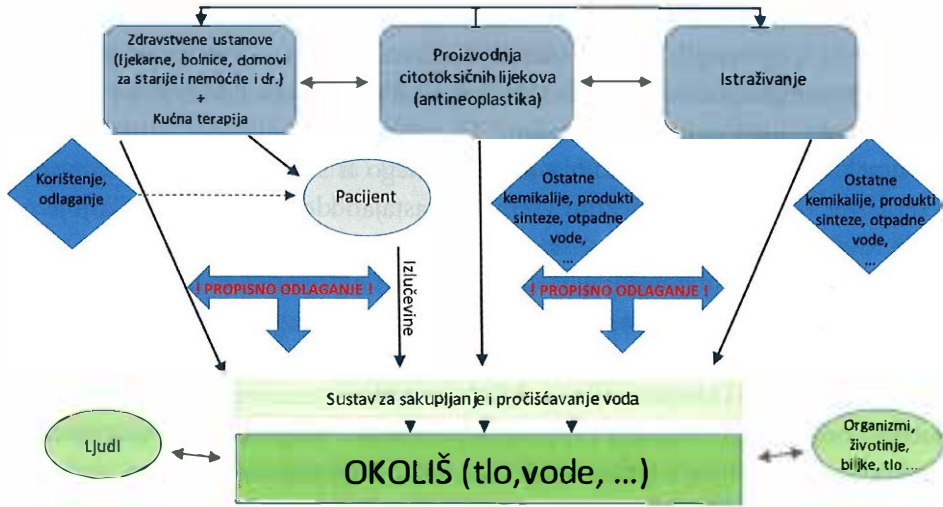 Zdravstvene ustanove
(ljekarne, bolnice, domovi
za starije i nemoćne i dr.)
+
Kućna terapija
Proizvodnja
citotoksičnih lijekova
(antineoplastika)
Istraživanje
Korištenje,
odlaganje
Pacijent
Ostatne
kemikalije, produkti
sinteze, otpadne
vode,
...
Ostatne
kemikalije, produkti
sinteze, otpadne
vode,
...
! PROPISNO ODLAGANJE !
Izlučevine
! PROPISNO ODLAGANJE !
Sustav za sakupljanje i pročišćavanje voda
Ljudi
OKOLIŠ (tlo,vode, ...)
Organizmi,
životinje,
biljke, tlo ...